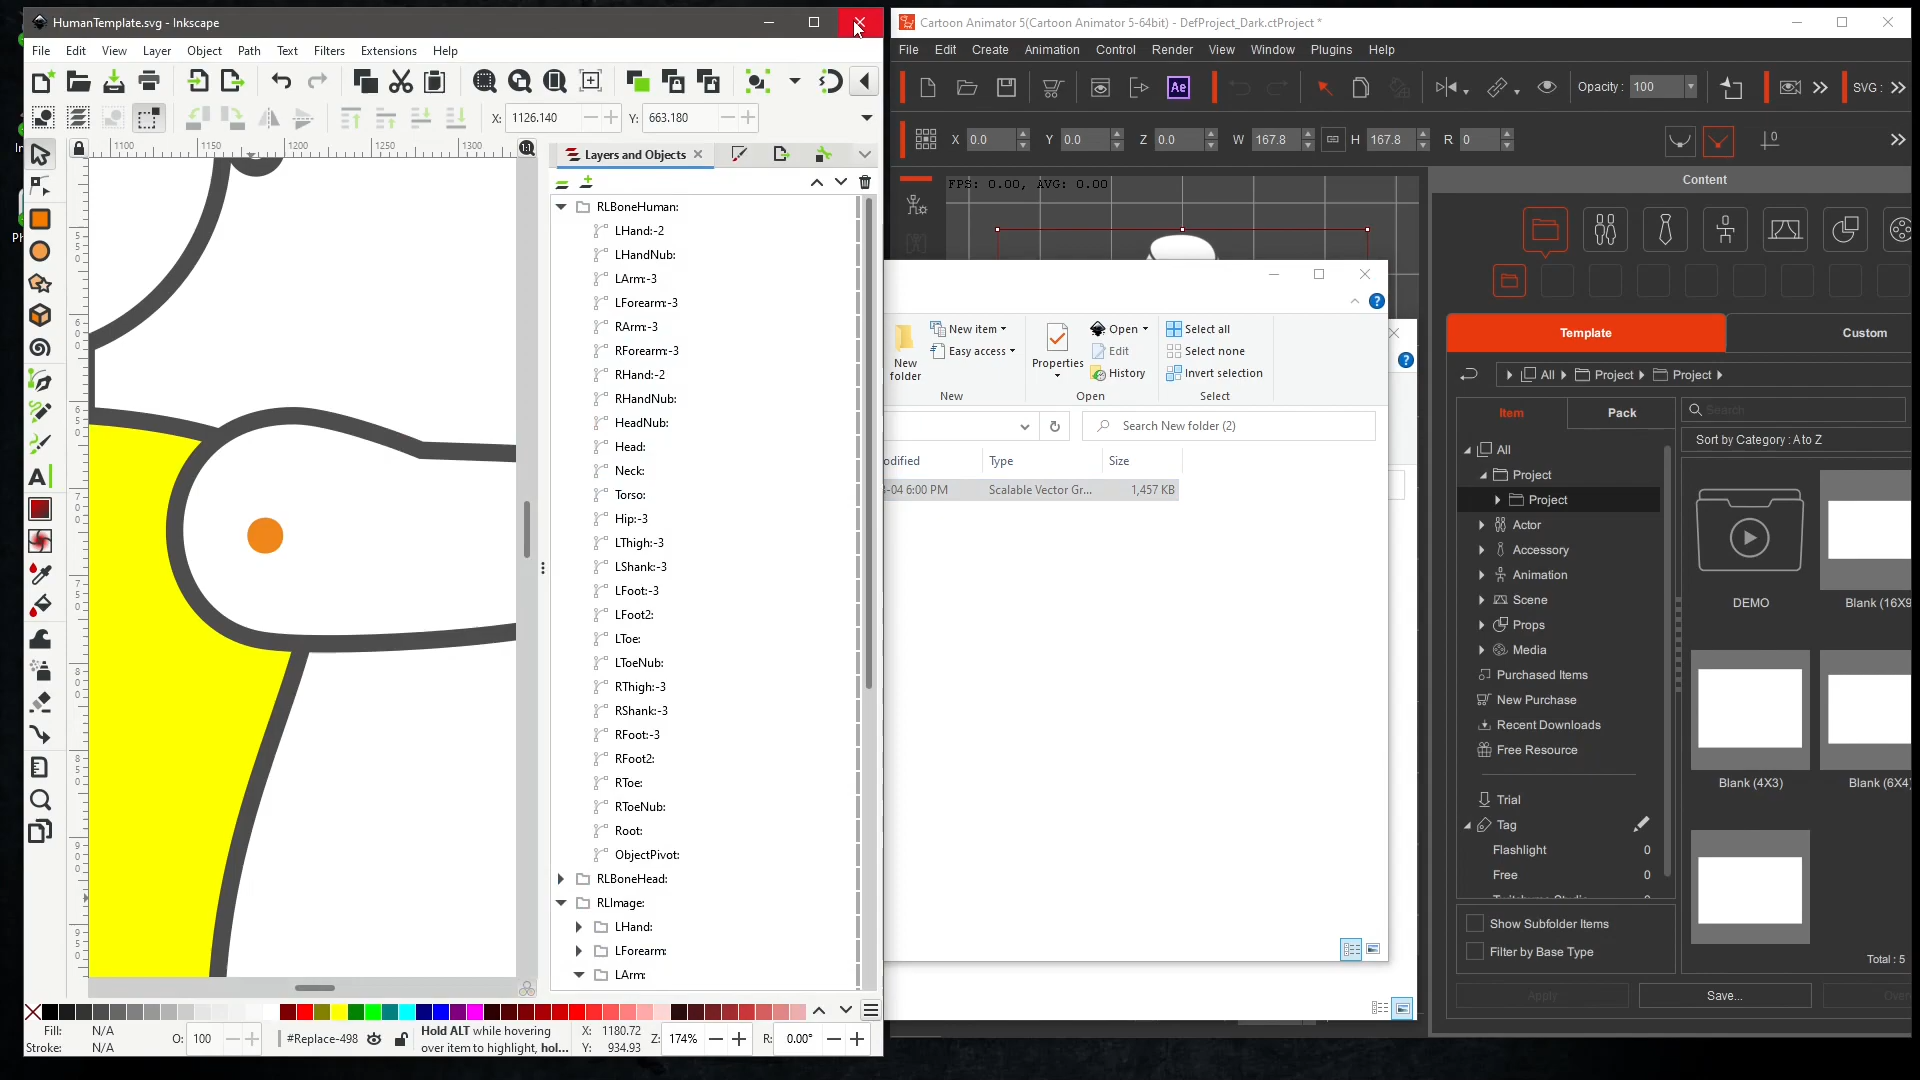 HumanTemplate.svg - Inkscape
File Edit View Layer Object Path Text Filters Extensions Help
X: 1126.140 Y: 663.180
1100 1150 1200 1250 1300
Layers and Objects
RLBoneHuman:
LHand:-2
LHandNub:
LArm:-3
LForearm:-3
RArm:-3
RForearm:-3
RHand:-2
RHandNub:
HeadNub:
Head:
Neck:
Torso:
Hip:-3
LThigh:-3
LShank:-3
LFoot:-3
LFoot2:
LToe:
LToeNub:
RThigh:-3
RShank:-3
RFoot:-3
RFoot2:
RToe:
RToeNub:
Root:
ObjectPivot:
RLBoneHead:
RLImage:
LHand:
LForearm:
LArm:
Fill: N/A
Stroke: N/A
O: 100
#Replace-498
Hold ALT while hovering
over item to highlight, hol...
X: 1180.72
Y: 934.93
Z: 174%
R: 0.00°
Cartoon Animator 5(Cartoon Animator 5-64bit) - DefProject_Dark.ctProject *
File Edit Create Animation Control Render View Window Plugins Help
Ae
Opacity : 100
SVG :
X 0.0 Y 0.0 Z 0.0 W 167.8 H 167.8 R 0
FPS: 0.00, AVG: 0.00
New item
Easy access
New
folder
New
Properties
Open
Edit
History
Open
Select all
Select none
Invert selection
Select
Search New folder (2)
odified Type Size
-04 6:00 PM Scalable Vector Gr... 1,457 KB
Content
Template Custom
All Project Project
Item Pack
Search
Sort by Category : A to Z
All
Project
Project
Actor
Accessory
Animation
Scene
Props
Media
Purchased Items
New Purchase
Recent Downloads
Free Resource
Trial
Tag
Flashlight 0
Free 0
Show Subfolder Items
Filter by Base Type
DEMO
Blank (16X9
Blank (4X3)
Blank (6X4)
Total : 5
Apply Save... Over